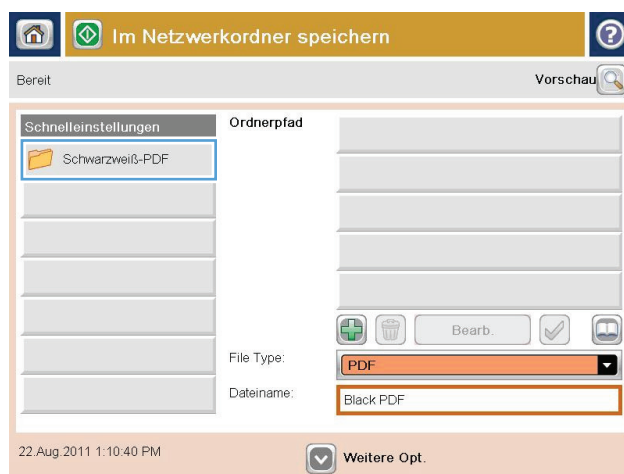 Im Netzwerkordner speichern
Bereit
Vorschau
Schnelleinstellungen
Ordnerpfad
Schwarzweiß-PDF
Bearb.
File Type:
PDF
Dateiname:
Black PDF
22.Aug.2011 1:10:40 PM
Weitere Opt.